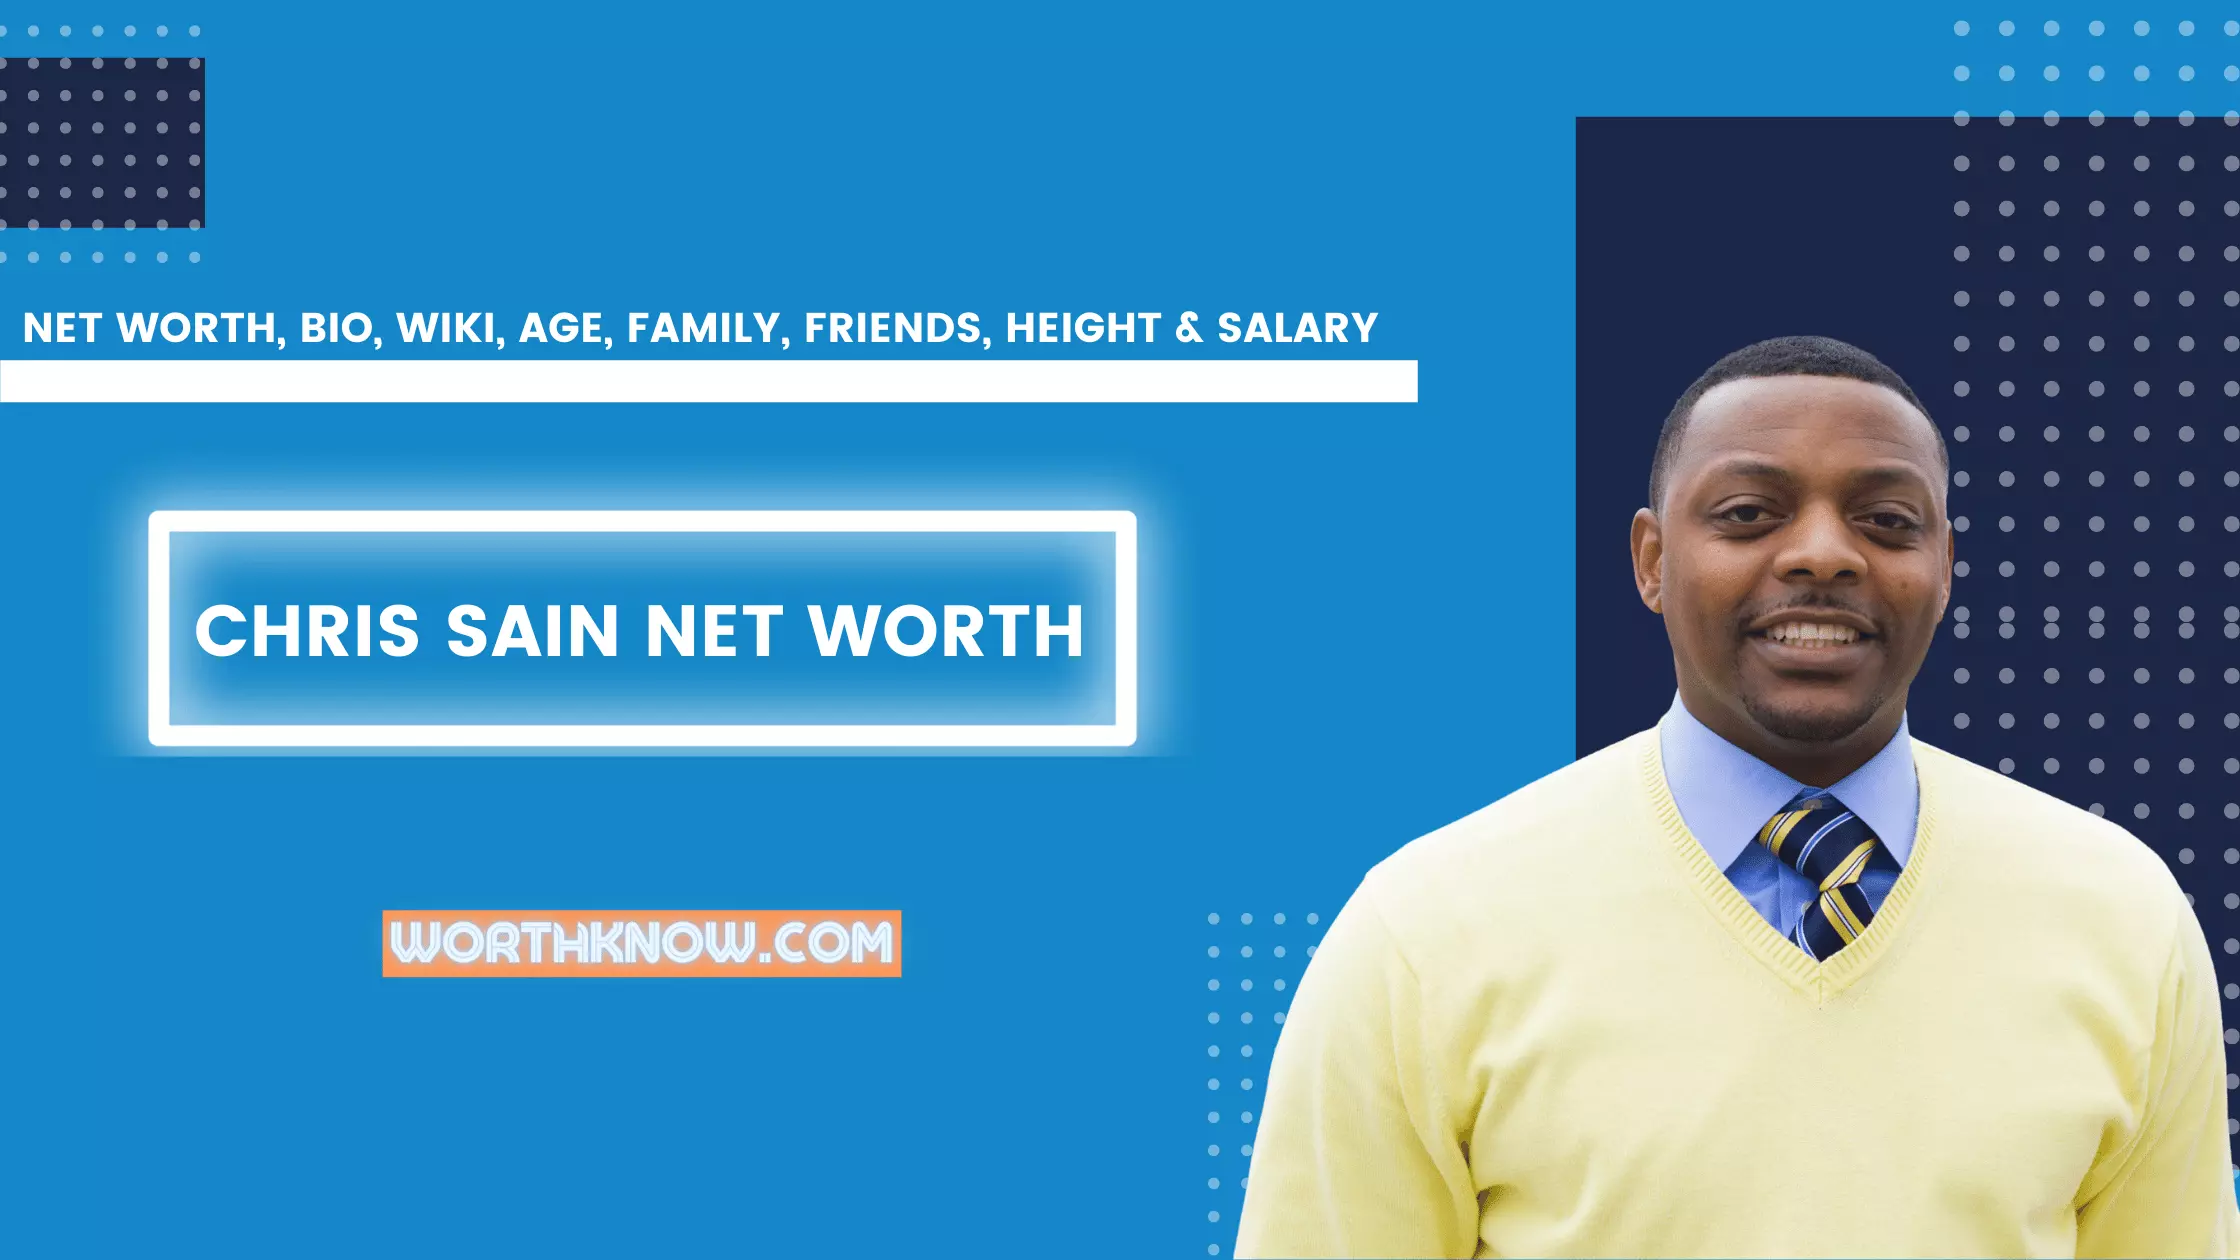 NET WORTH, BIO, WIKI, AGE, FAMILY, FRIENDS, HEIGHT & SALARY
CHRIS SAIN NET WORTH
WORTHKNOW.COM